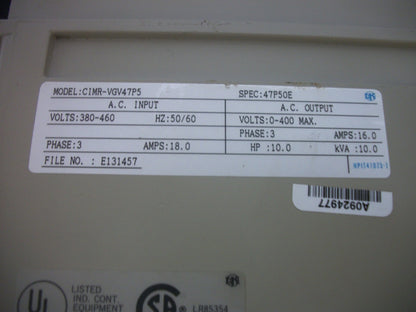 MODEL:CIMR-VGV47P5 SPEC:47P50E
A.C. INPUT A.C. OUTPUT
VOLTS:380-460 HZ:50/60 VOLTS:0-400 MAX.
PHASE:3 AMPS:18.0 PHASE:3 AMPS:16.0
HP :10.0 kVA :10.0
FILE NO. : E131457
A0924977
UL
LISTED
IND. CONT.
EQUIPMENT
SA
LR85354